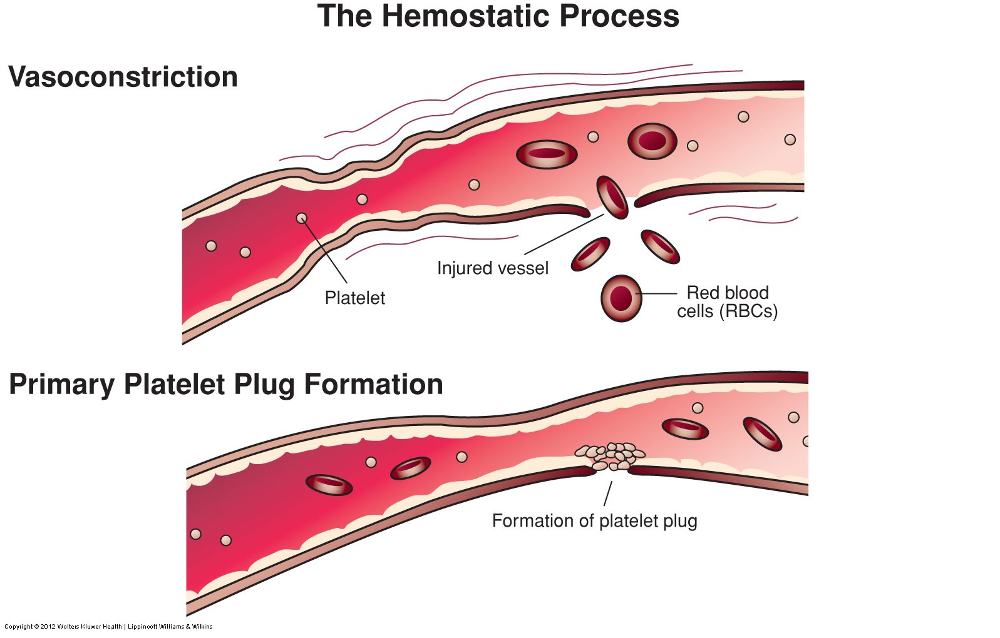 The Hemostatic Process
Vasoconstriction
Injured vessel
Platelet
Red blood
cells (RBCs)
Primary Platelet Plug Formation
Formation of platelet plug
Copyright © 2012 Wolters Kluwer Health | Lippincott Williams & Wilkins